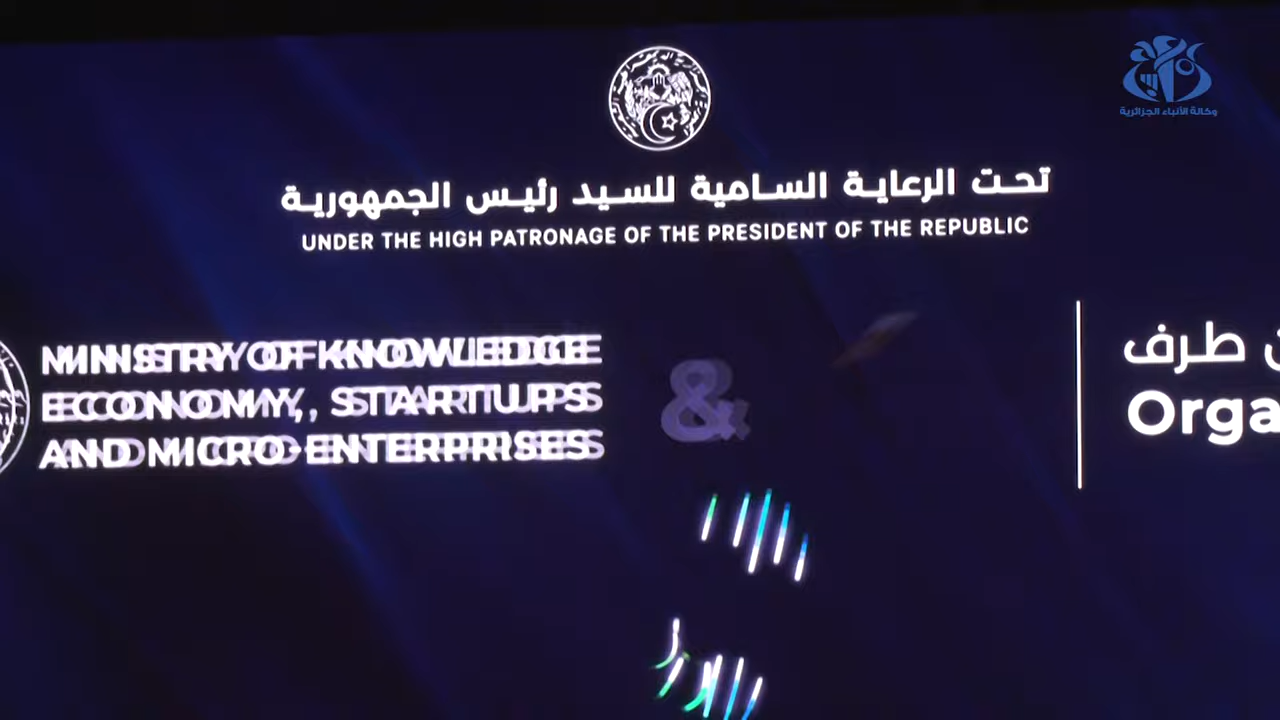 وكالة الأنباء الجزائرية
تحت الرعاية السامية للسيد رئيس الجمهورية
UNDER THE HIGH PATRONAGE OF THE PRESIDENT OF THE REPUBLIC
MINISTRY OF KNOWLEDGE
ECONOMY, STARTUPS
AND MICRO-ENTERPRISES
&
طرف
Orga